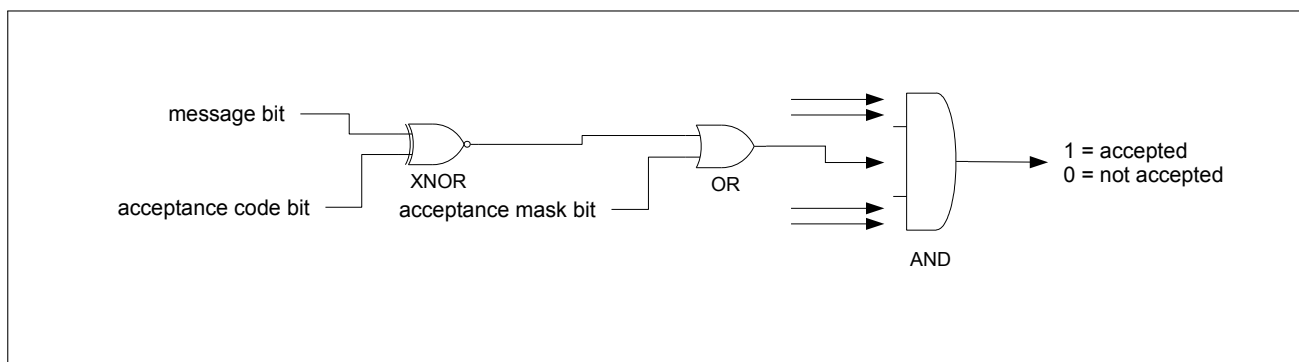 message bit
XNOR
acceptance code bit
OR
acceptance mask bit
1 = accepted
0 = not accepted
AND